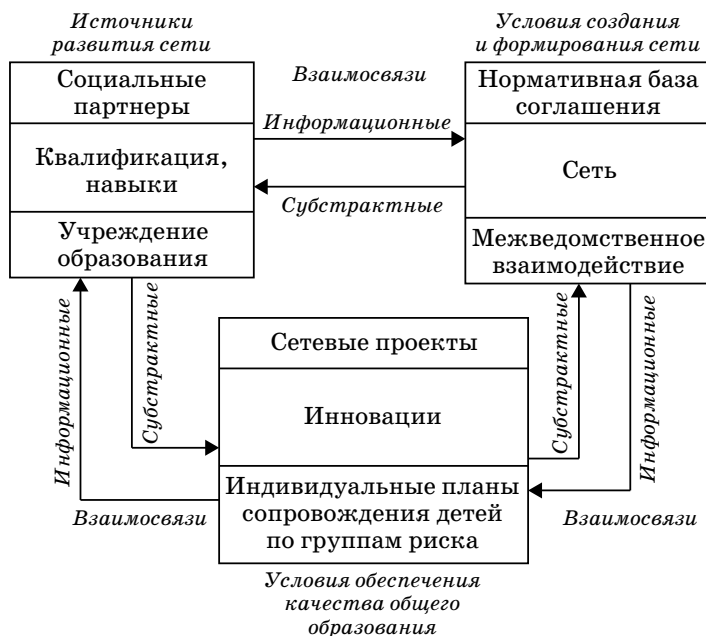 Источники
развития сети
Условия создания
и формирования сети
Социальные
партнеры
Квалификация,
навыки
Учреждение
образования
Взаимосвязи
Информационные
Субстрактные
Нормативная база
соглашения
Сеть
Межведомственное
взаимодействие
Информационные
Субстрактные
Сетевые проекты
Инновации
Индивидуальные планы
сопровождения детей
по группам риска
Субстрактные
Информационные
Взаимосвязи
Взаимосвязи
Условия обеспечения
качества общего
образования